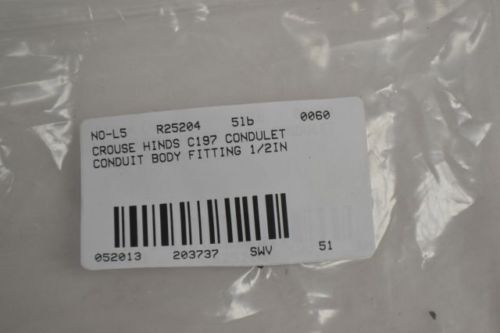 NO-L5 R25204 51b 0060
CROUSE HINDS C197 CONDULET
CONDUIT BODY FITTING 1/2IN
052013 203737 SWV 51